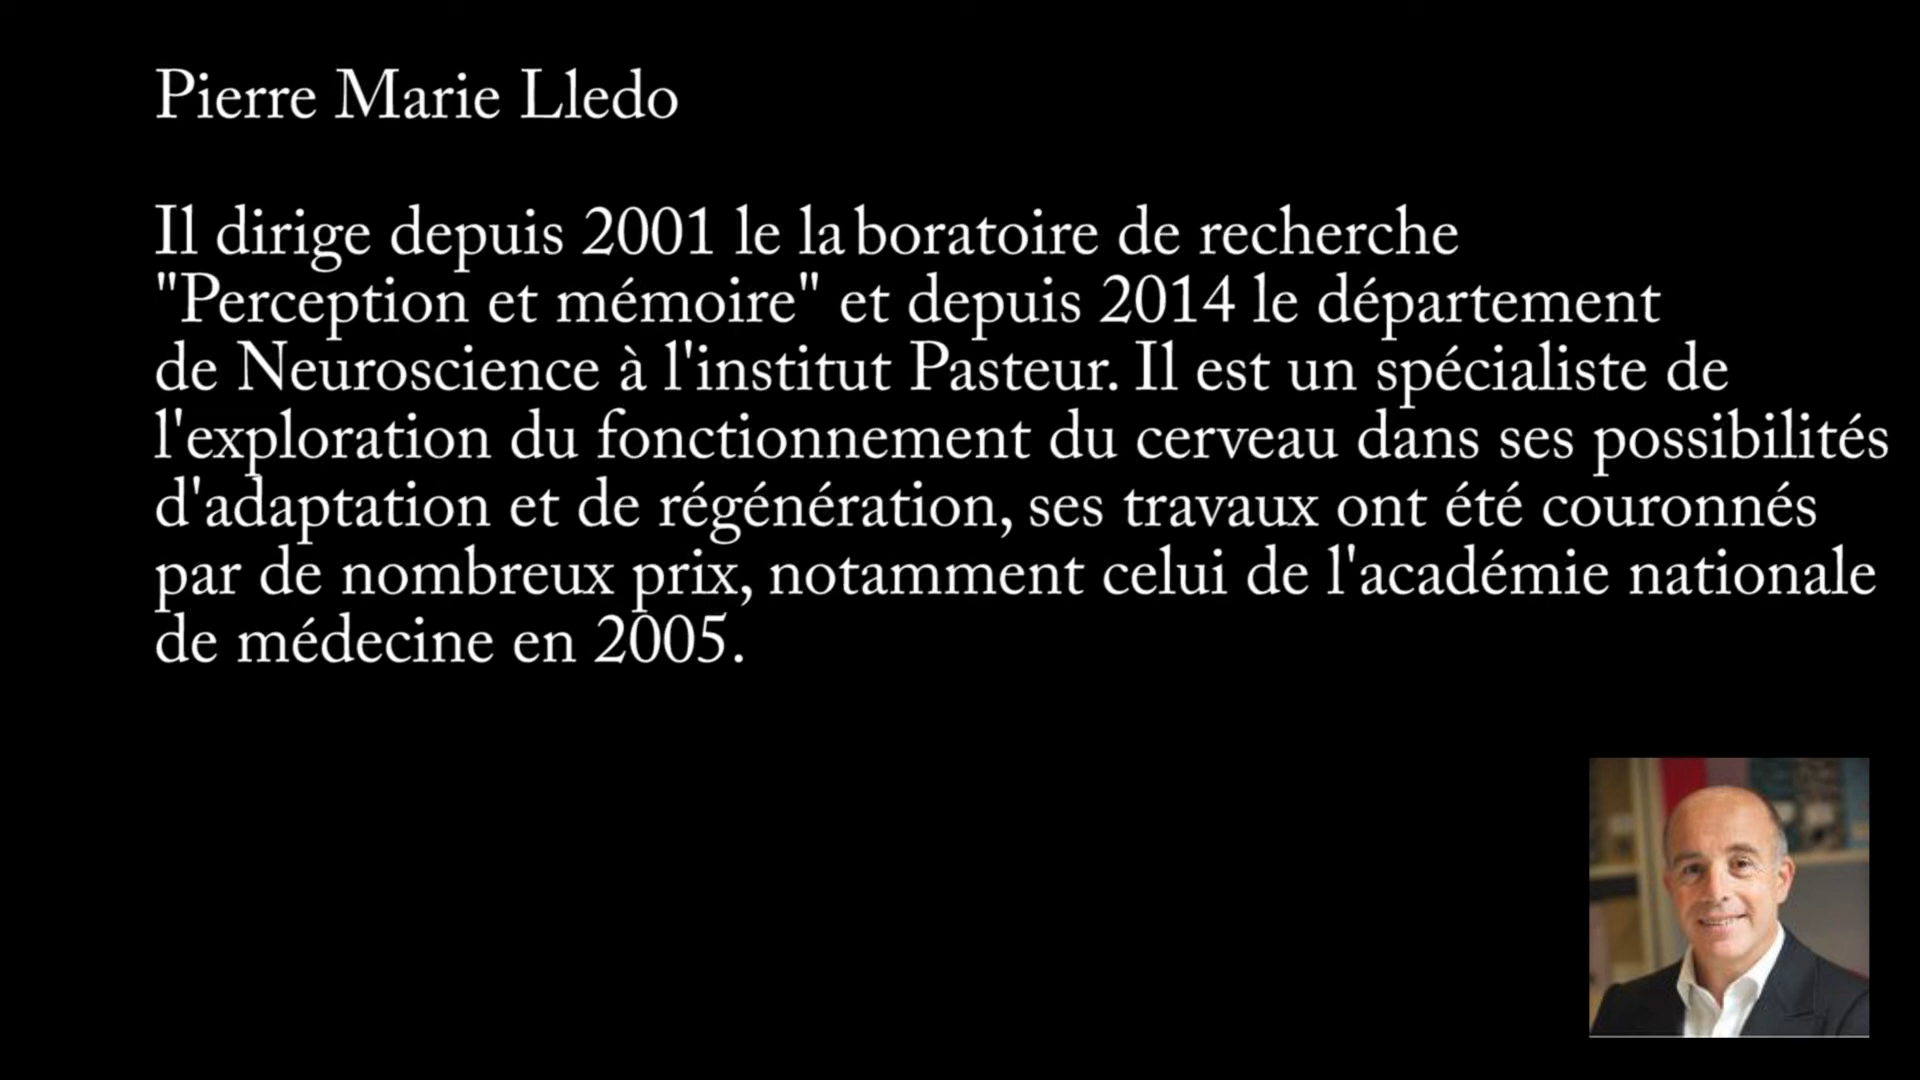 Pierre Marie Lledo
Il dirige depuis 2001 le laboratoire de recherche
"Perception et mémoire" et depuis 2014 le département
de Neuroscience à l'institut Pasteur. Il est un spécialiste de
l'exploration du fonctionnement du cerveau dans ses possibilités
d'adaptation et de régénération, ses travaux ont été couronnés
par de nombreux prix, notamment celui de l'académie nationale
de médecine en 2005.